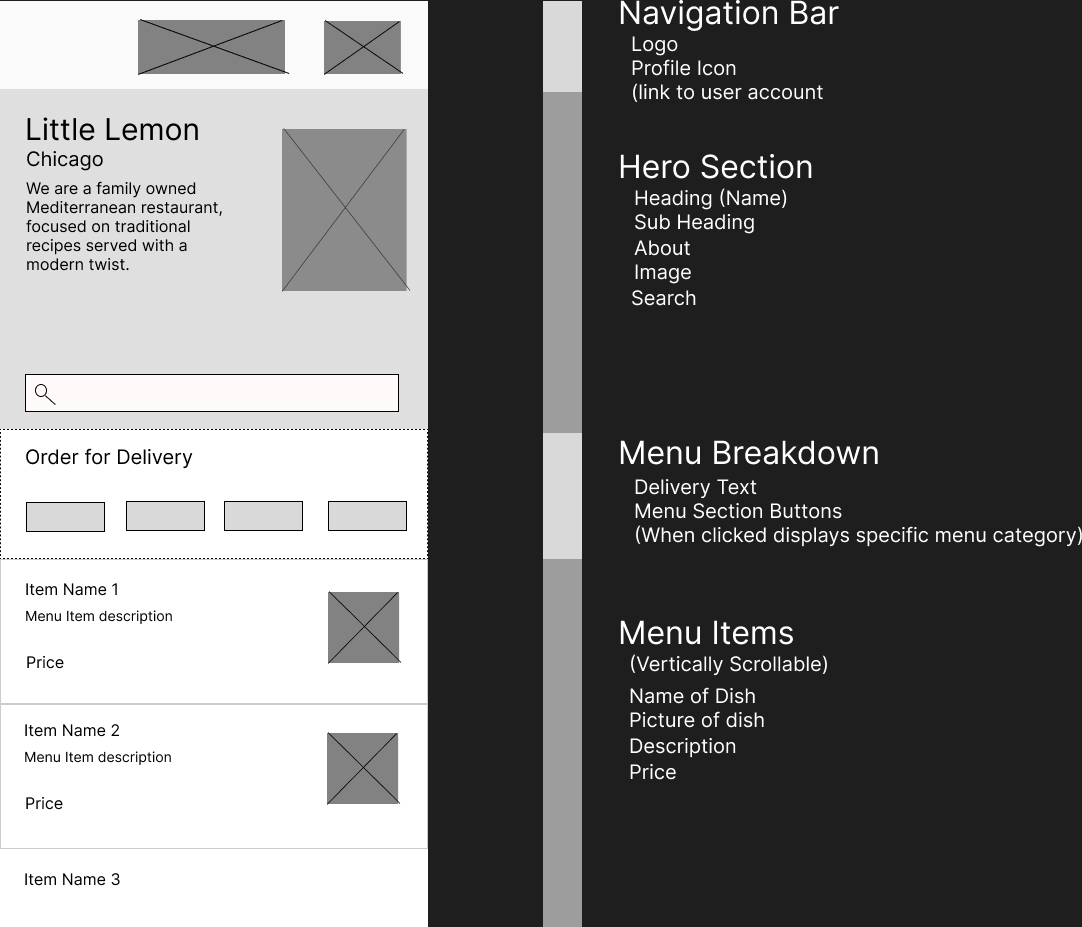 Little Lemon
Chicago
We are a family owned
Mediterranean restaurant,
focused on traditional
recipes served with a
modern twist.
Order for Delivery
Item Name 1
Menu Item description
Price
Item Name 2
Menu Item description
Price
Item Name 3
Navigation Bar
Logo
Profile Icon
(link to user account
Hero Section
Heading (Name)
Sub Heading
About
Image
Search
Menu Breakdown
Delivery Text
Menu Section Buttons
(When clicked displays specific menu category)
Menu Items
(Vertically Scrollable)
Name of Dish
Picture of dish
Description
Price